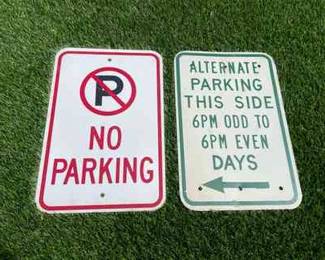 P
NO
PARKING
ALTERNATE
PARKING
THIS SIDE
6PM ODD TO
6PM EVEN
DAYS